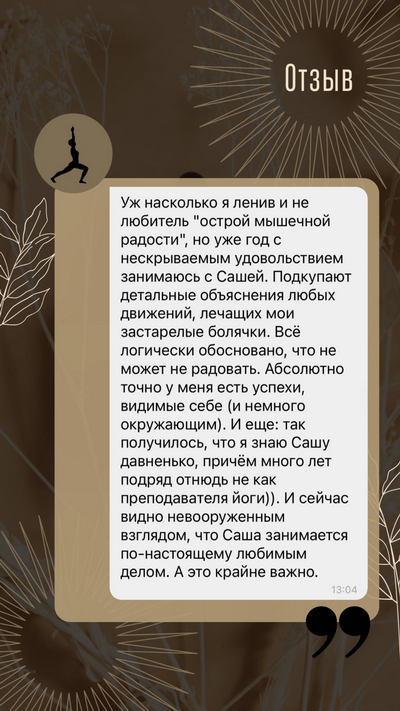 Отзыв
Уж насколько я ленив и не
любитель "острой мышечной
радости", но уже год с
нескрываемым удовольствием
занимаюсь с Сашей. Подкупают
детальные объяснения любых
движений, лечащих мои
застарелые болячки. Всё
логически обосновано, что не
может не радовать. Абсолютно
точно у меня есть успехи,
видимые себе (и немного
окружающим). И еще: так
получилось, что я знаю Сашу
давненько, причём много лет
подряд отнюдь не как
преподавателя йоги)). И сейчас
видно невооруженным
взглядом, что Саша занимается
по-настоящему любимым
делом. А это крайне важно.
13:04